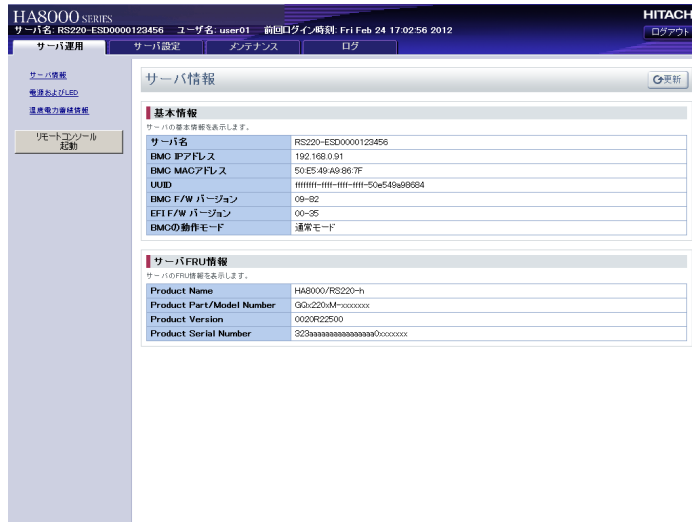 HA8000 SERIES
HITACH
サーバ名: RS220-ESD0000123456 ユーザ名: user01 前回ログイン時刻: Fri Feb 24 17:02:56 2012
ログアウト
サーバ運用 サーバ設定 メンテナンス ログ
サーバ情報
電源およびLED
温度電力蓄積情報
リモートコンソール
起動
サーバ情報
更新
基本情報
サーバの基本情報を表示します。
サーバ名 RS220-ESD0000123456
BMC IPアドレス 192.168.0.91
BMC MACアドレス 50:E5:49:A9:86:7F
UUID ffffffff-ffff-ffff-ffff-50e549a98684
BMC F/W バージョン 09-82
EFI F/W バージョン 00-35
BMCの動作モード 通常モード
サーバFRU情報
サーバのFRU情報を表示します。
Product Name HA8000/RS220-h
Product Part/Model Number GQx220xM-xxxxxxx
Product Version 0020R22500
Product Serial Number